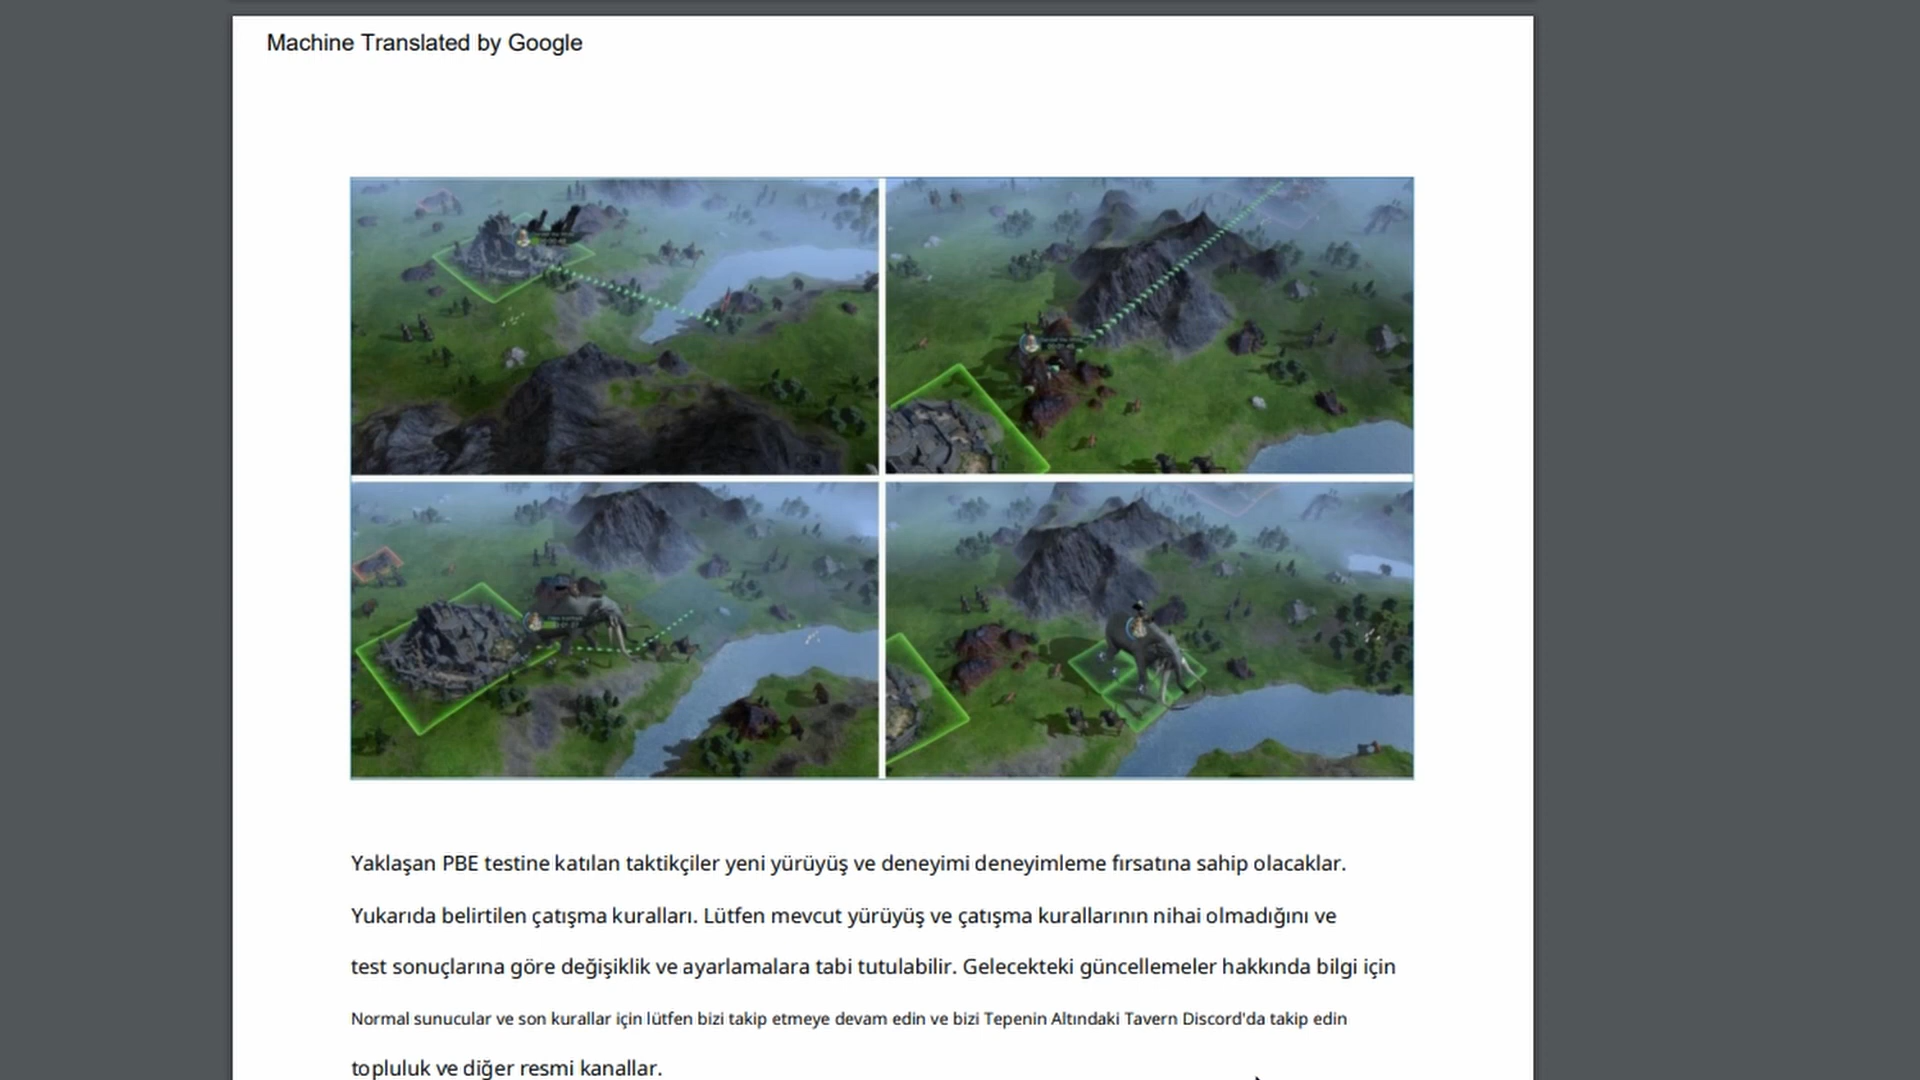 Machine Translated by Google
Yaklaşan PBE testine katılan taktikçiler yeni yürüyüş ve deneyimi deneyimleme fırsatına sahip olacaklar.
Yukarıda belirtilen çatışma kuralları. Lütfen mevcut yürüyüş ve çatışma kurallarının nihai olmadığını ve
test sonuçlarına göre değişiklik ve ayarlamalara tabi tutulabilir. Gelecekteki güncellemeler hakkında bilgi için
Normal sunucular ve son kurallar için lütfen bizi takip etmeye devam edin ve bizi Tepenin Altındaki Tavern Discord'da takip edin
topluluk ve diğer resmi kanallar.